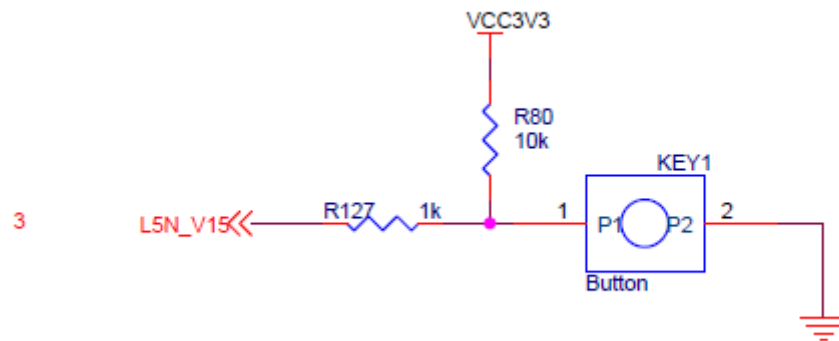 VCC3V3
R80
10k
KEY1
3
L5N_V15
R127
1k
1
P1
P2
2
Button